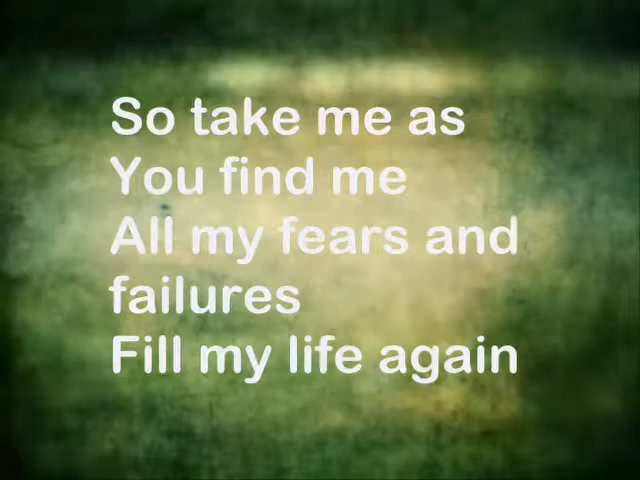 So take me as
You find me
All my fears and
failures
Fill my life again